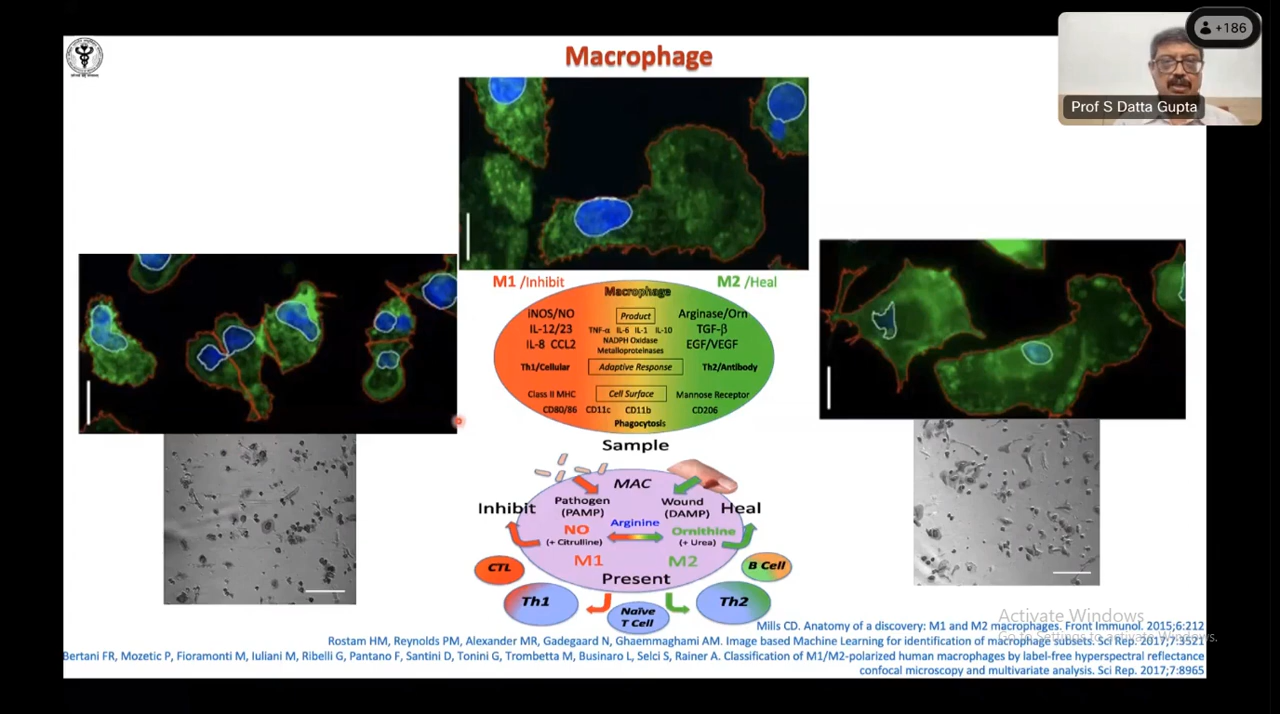 Macrophage
+186
Prof S Datta Gupta
M1 /Inhibit
M2 /Heal
Macrophage
iNOS/NO
Product
Arginase/Orn
IL-12/23
TNF-α IL-6 IL-1 IL-10
TGF-β
IL-8 CCL2
NADPH Oxidase
Metalloproteinases
EGF/VEGF
Th1/Cellular
Adaptive Response
Th2/Antibody
Class II MHC
Cell Surface
Mannose Receptor
CD80/86 CD11c CD11b CD206
Phagocytosis
Sample
MAC
Pathogen
(PAMP)
Wound
(DAMP)
Inhibit
Heal
NO
(+ Citrulline)
Arginine
Ornithine
(+ Urea)
M1
M2
CTL
Present
B Cell
Th1
Naïve
T Cell
Th2
Activate Windows
Go to Settings to activate Windows.
Mills CD. Anatomy of a discovery: M1 and M2 macrophages. Front Immunol. 2015;6:212
Rostam HM, Reynolds PM, Alexander MR, Gadegaard N, Ghaemmaghami AM. Image based Machine Learning for identification of macrophage subsets. Sci Rep. 2017;7:3521
Bertani FR, Mozetic P, Fioramonti M, Iuliani M, Ribelli G, Pantano F, Santini D, Tonini G, Trombetta M, Businaro L, Selci S, Rainer A. Classification of M1/M2-polarized human macrophages by label-free hyperspectral reflectance
confocal microscopy and multivariate analysis. Sci Rep. 2017;7:8965